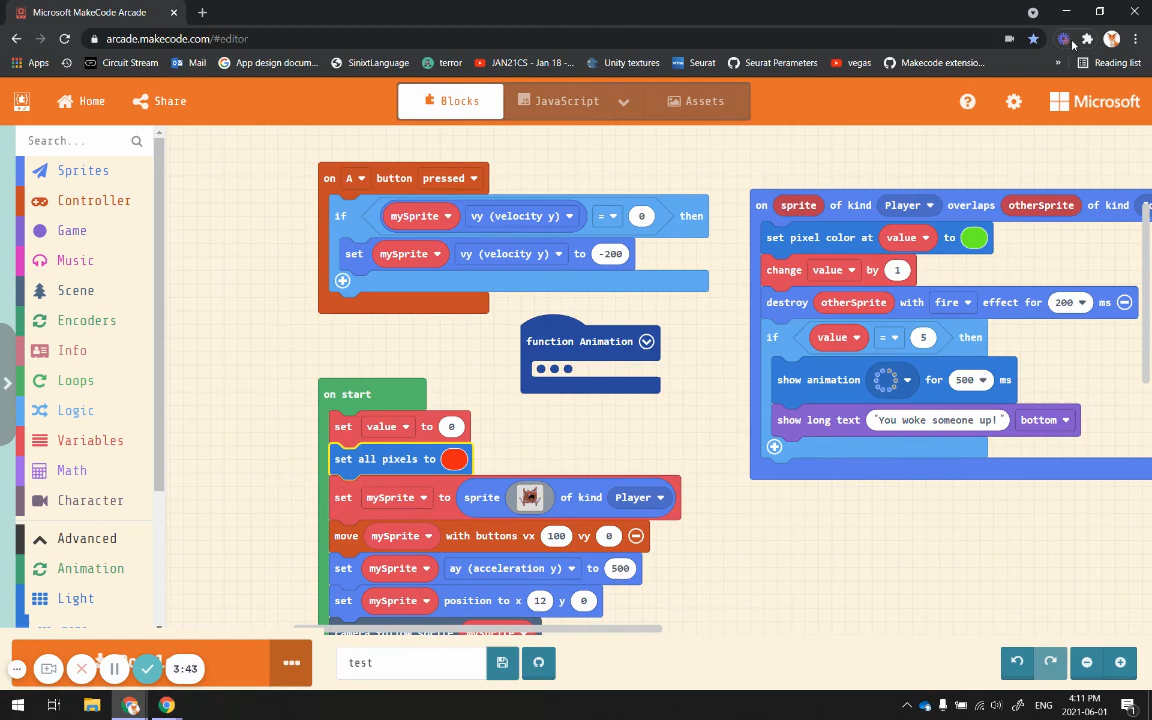 Microsoft MakeCode Arcade
arcade.makecode.com/#editor
Apps
Circuit Stream
Mail
App design docum...
SinixtLanguage
terror
JAN21CS - Jan 18 -...
Unity textures
Seurat
Seurat Perameters
vegas
Makecode extensio...
»
Reading list
Home
Share
Blocks
JavaScript
Assets
Microsoft
Search...
Sprites
Controller
Game
Music
Scene
Encoders
Info
Loops
Logic
Variables
Math
Character
Advanced
Animation
Light
on A button pressed
if mySprite vy (velocity y) = 0 then
set mySprite vy (velocity y) to -200
function Animation
on start
set value to 0
set all pixels to
set mySprite to sprite of kind Player
move mySprite with buttons vx 100 vy 0
set mySprite ay (acceleration y) to 500
set mySprite position to x 12 y 0
camera follow sprite mySprite
on sprite of kind Player overlaps otherSprite of kind
set pixel color at value to
change value by 1
destroy otherSprite with fire effect for 200 ms
if value = 5 then
show animation for 500 ms
show long text "You woke someone up!" bottom
3:43
test
ENG
4:11 PM
2021-06-01
1